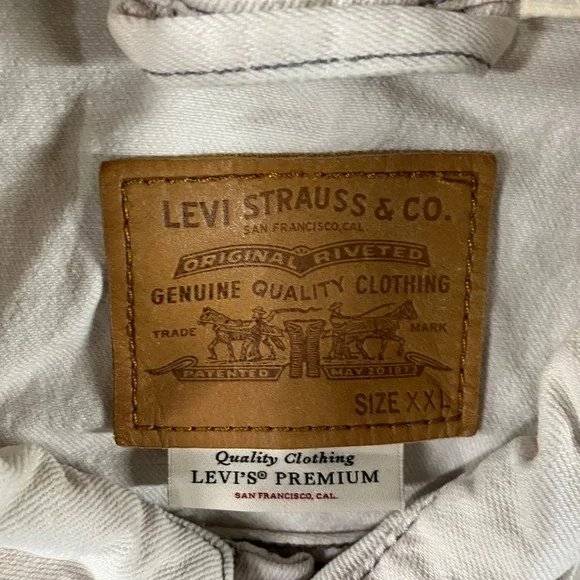 LEVI STRAUSS & CO.
SAN FRANCISCO, CAL.
ORIGINAL RIVETED
GENUINE QUALITY CLOTHING
TRADE MARK
PATENTED MAY 20 1873
SIZE XXL
Quality Clothing
LEVI'S® PREMIUM
SAN FRANCISCO, CAL.